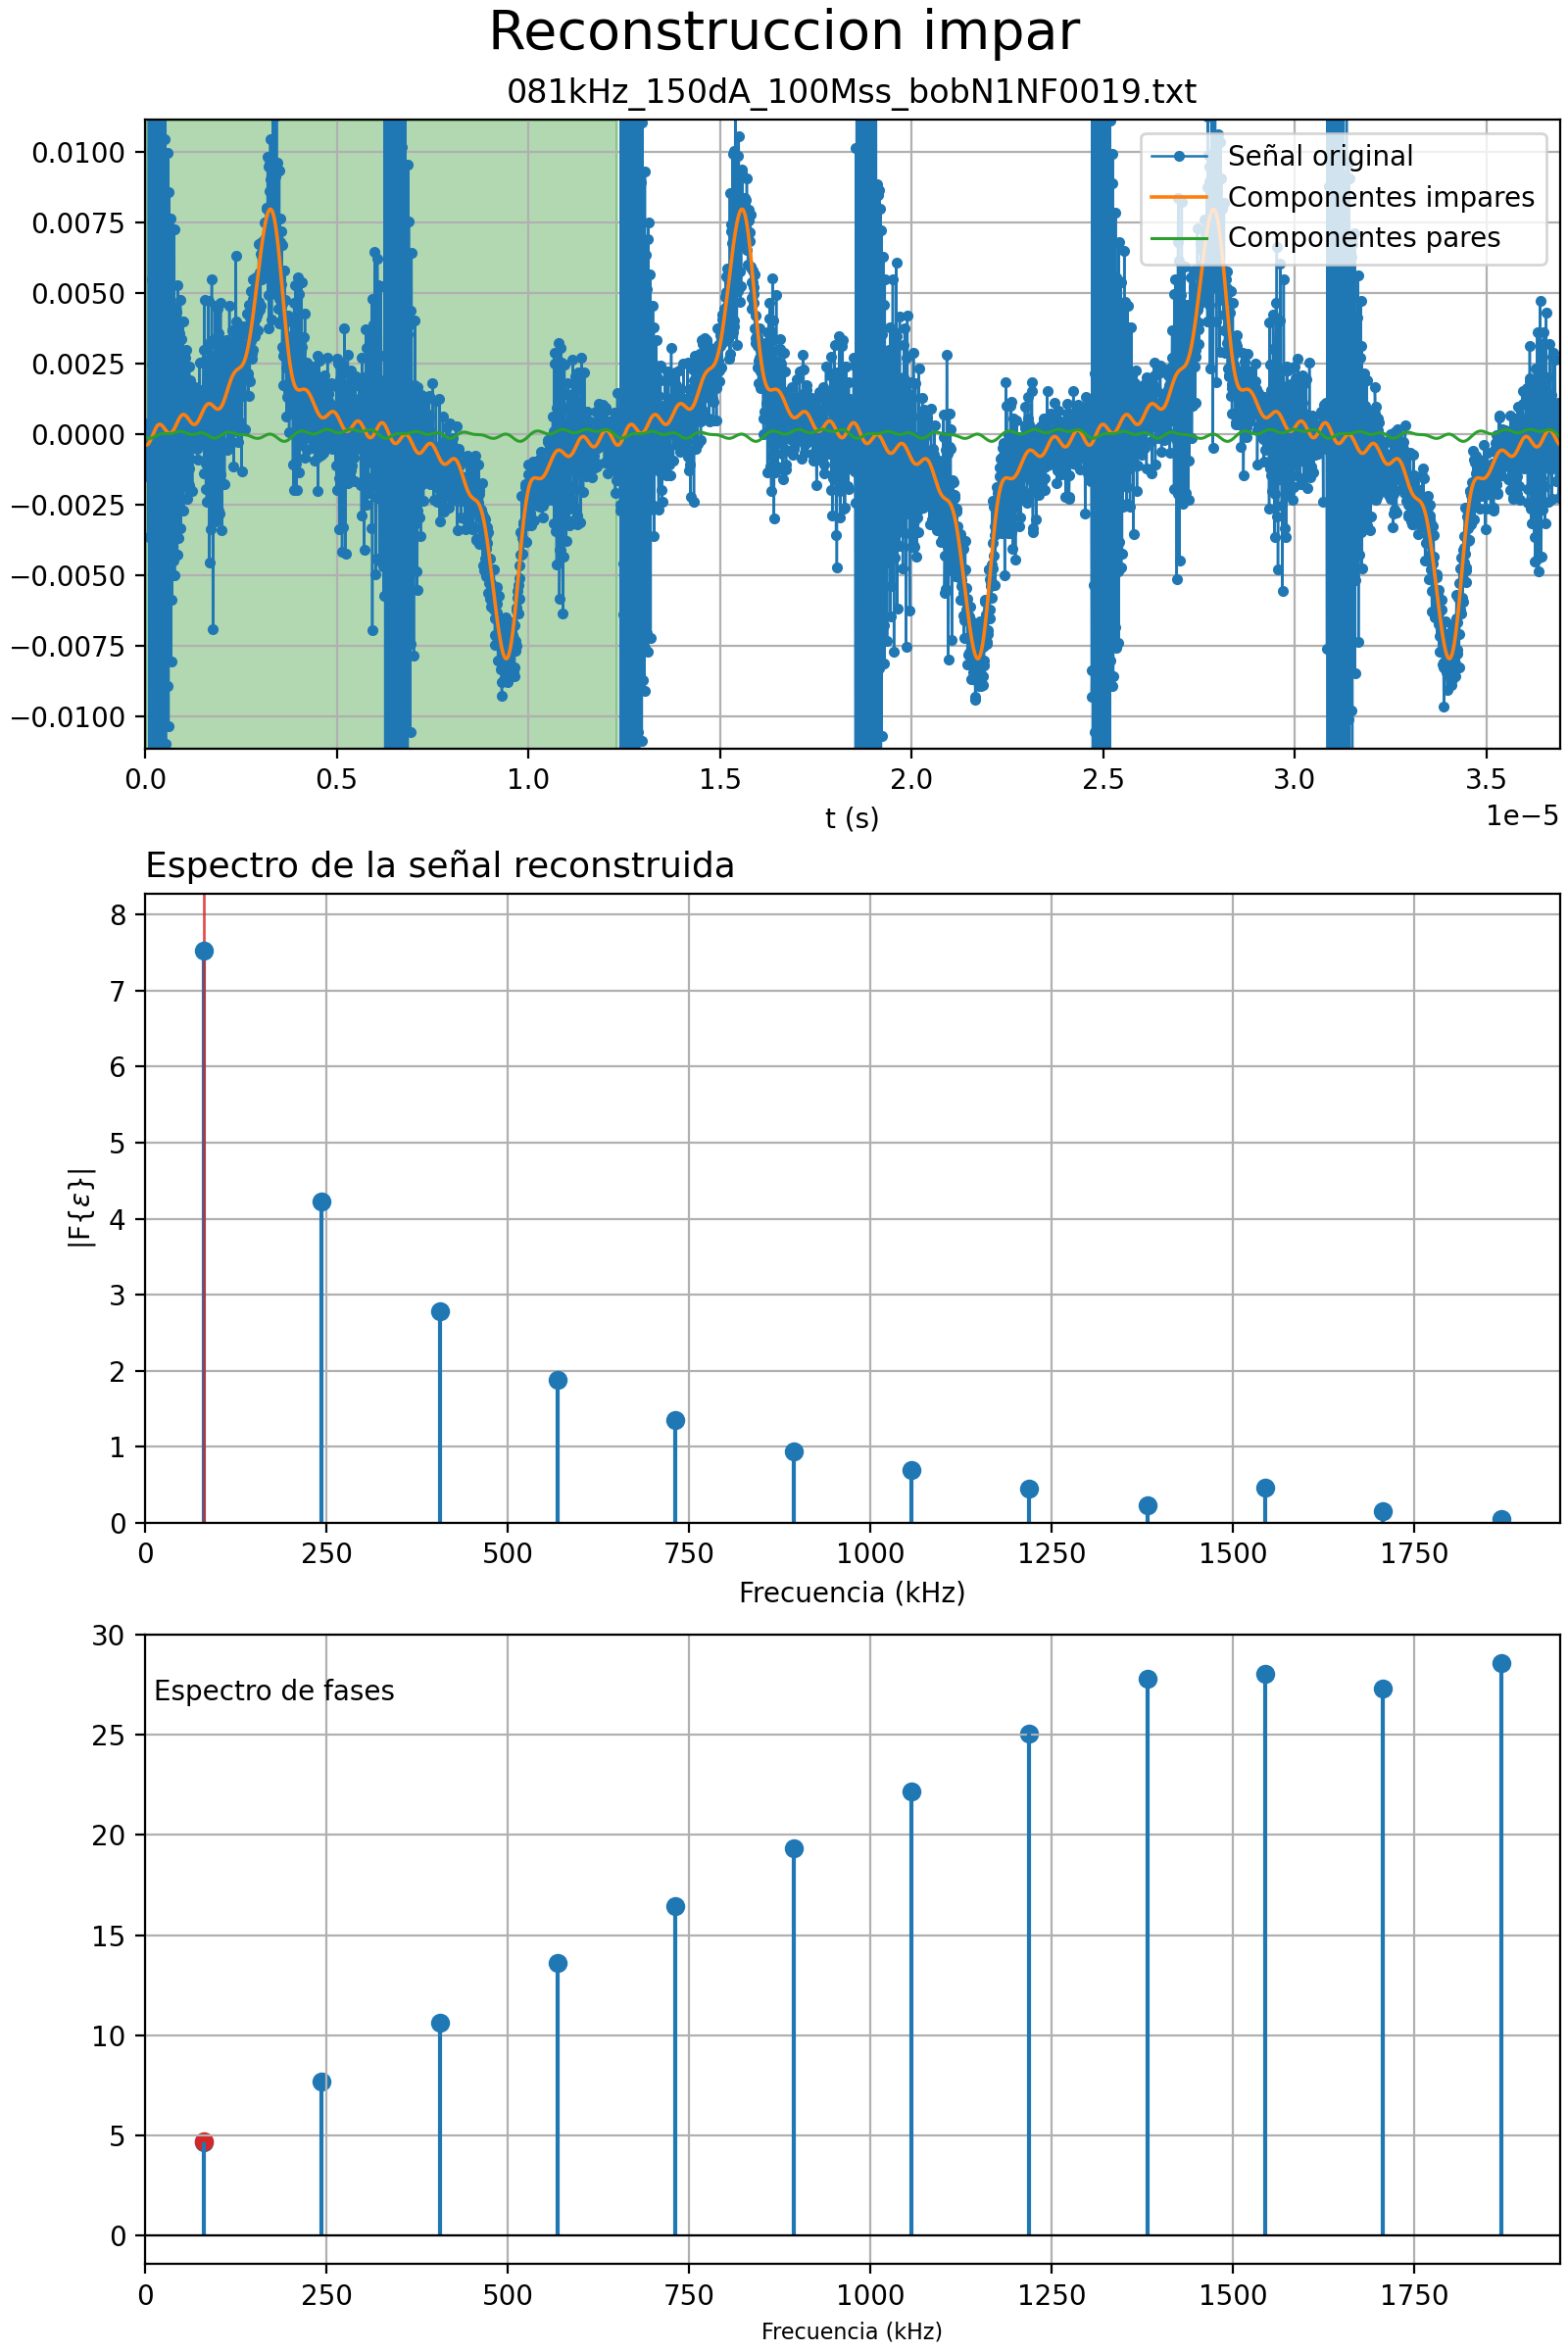 Reconstruccion impar
081kHz_150dA_100Mss_bobN1NF0019.txt
0.0100
0.0075
0.0050
0.0025
0.0000
−0.0025
−0.0050
−0.0075
−0.0100
Señal original
Componentes impares
Componentes pares
0.0 0.5 1.0 1.5 2.0 2.5 3.0 3.5
1e−5
t (s)
Espectro de la señal reconstruida
8
7
6
5
4
3
2
1
0
|F{ε}|
0 250 500 750 1000 1250 1500 1750
Frecuencia (kHz)
30
25
20
15
10
5
0
Espectro de fases
0 250 500 750 1000 1250 1500 1750
Frecuencia (kHz)